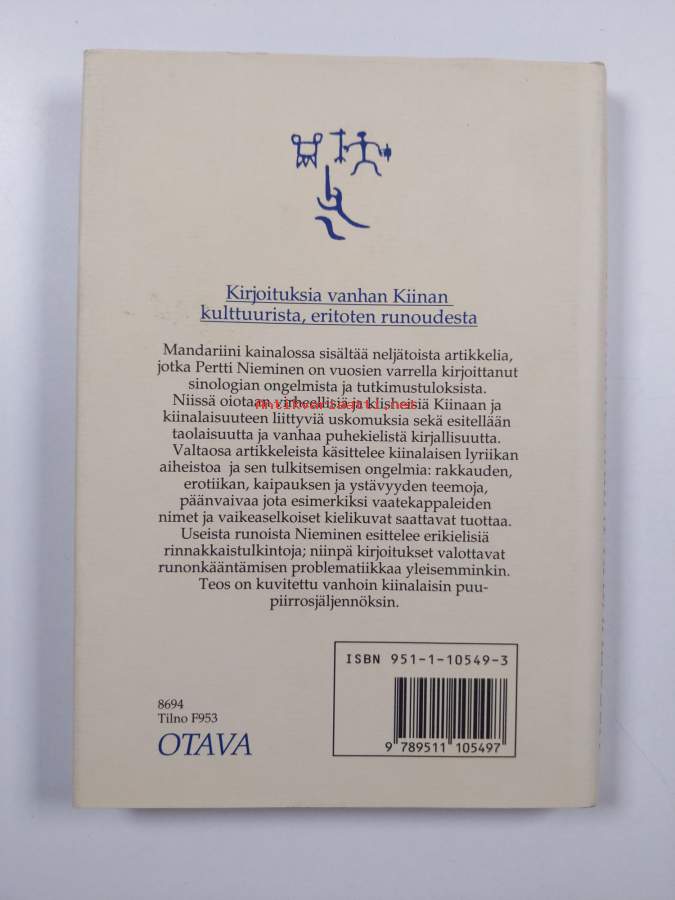 Kirjoituksia vanhan Kiinan
kulttuurista, eritoten runoudesta
Mandariini kainalossa sisältää neljätoista artikkelia,
jotka Pertti Nieminen on vuosien varrella kirjoittanut
sinologian ongelmista ja tutkimustuloksista.
Niissä oiotaan virheellisiä ja klisheisiä Kiinaan ja
antikvariaatti.net
kiinalaisuuteen liittyviä uskomuksia sekä esitellään
taolaisuutta ja vanhaa puhekielistä kirjallisuutta.
Valtaosa artikkeleista käsittelee kiinalaisen lyriikan
aiheistoa ja sen tulkitsemisen ongelmia: rakkauden,
erotiikan, kaipauksen ja ystävyyden teemoja,
päänvaivaa jota esimerkiksi vaatekappaleiden
nimet ja vaikeaselkoiset kielikuvat saattavat tuottaa.
Useista runoista Nieminen esittelee erikielisiä
rinnakkaistulkintoja; niinpä kirjoitukset valottavat
runonkääntämisen problematiikkaa yleisemminkin.
Teos on kuvitettu vanhoin kiinalaisin puu-
piirrosjäljennöksin.
ISBN 951-1-10549-3
8694
Tilno F953
OTAVA
9 789511 105497